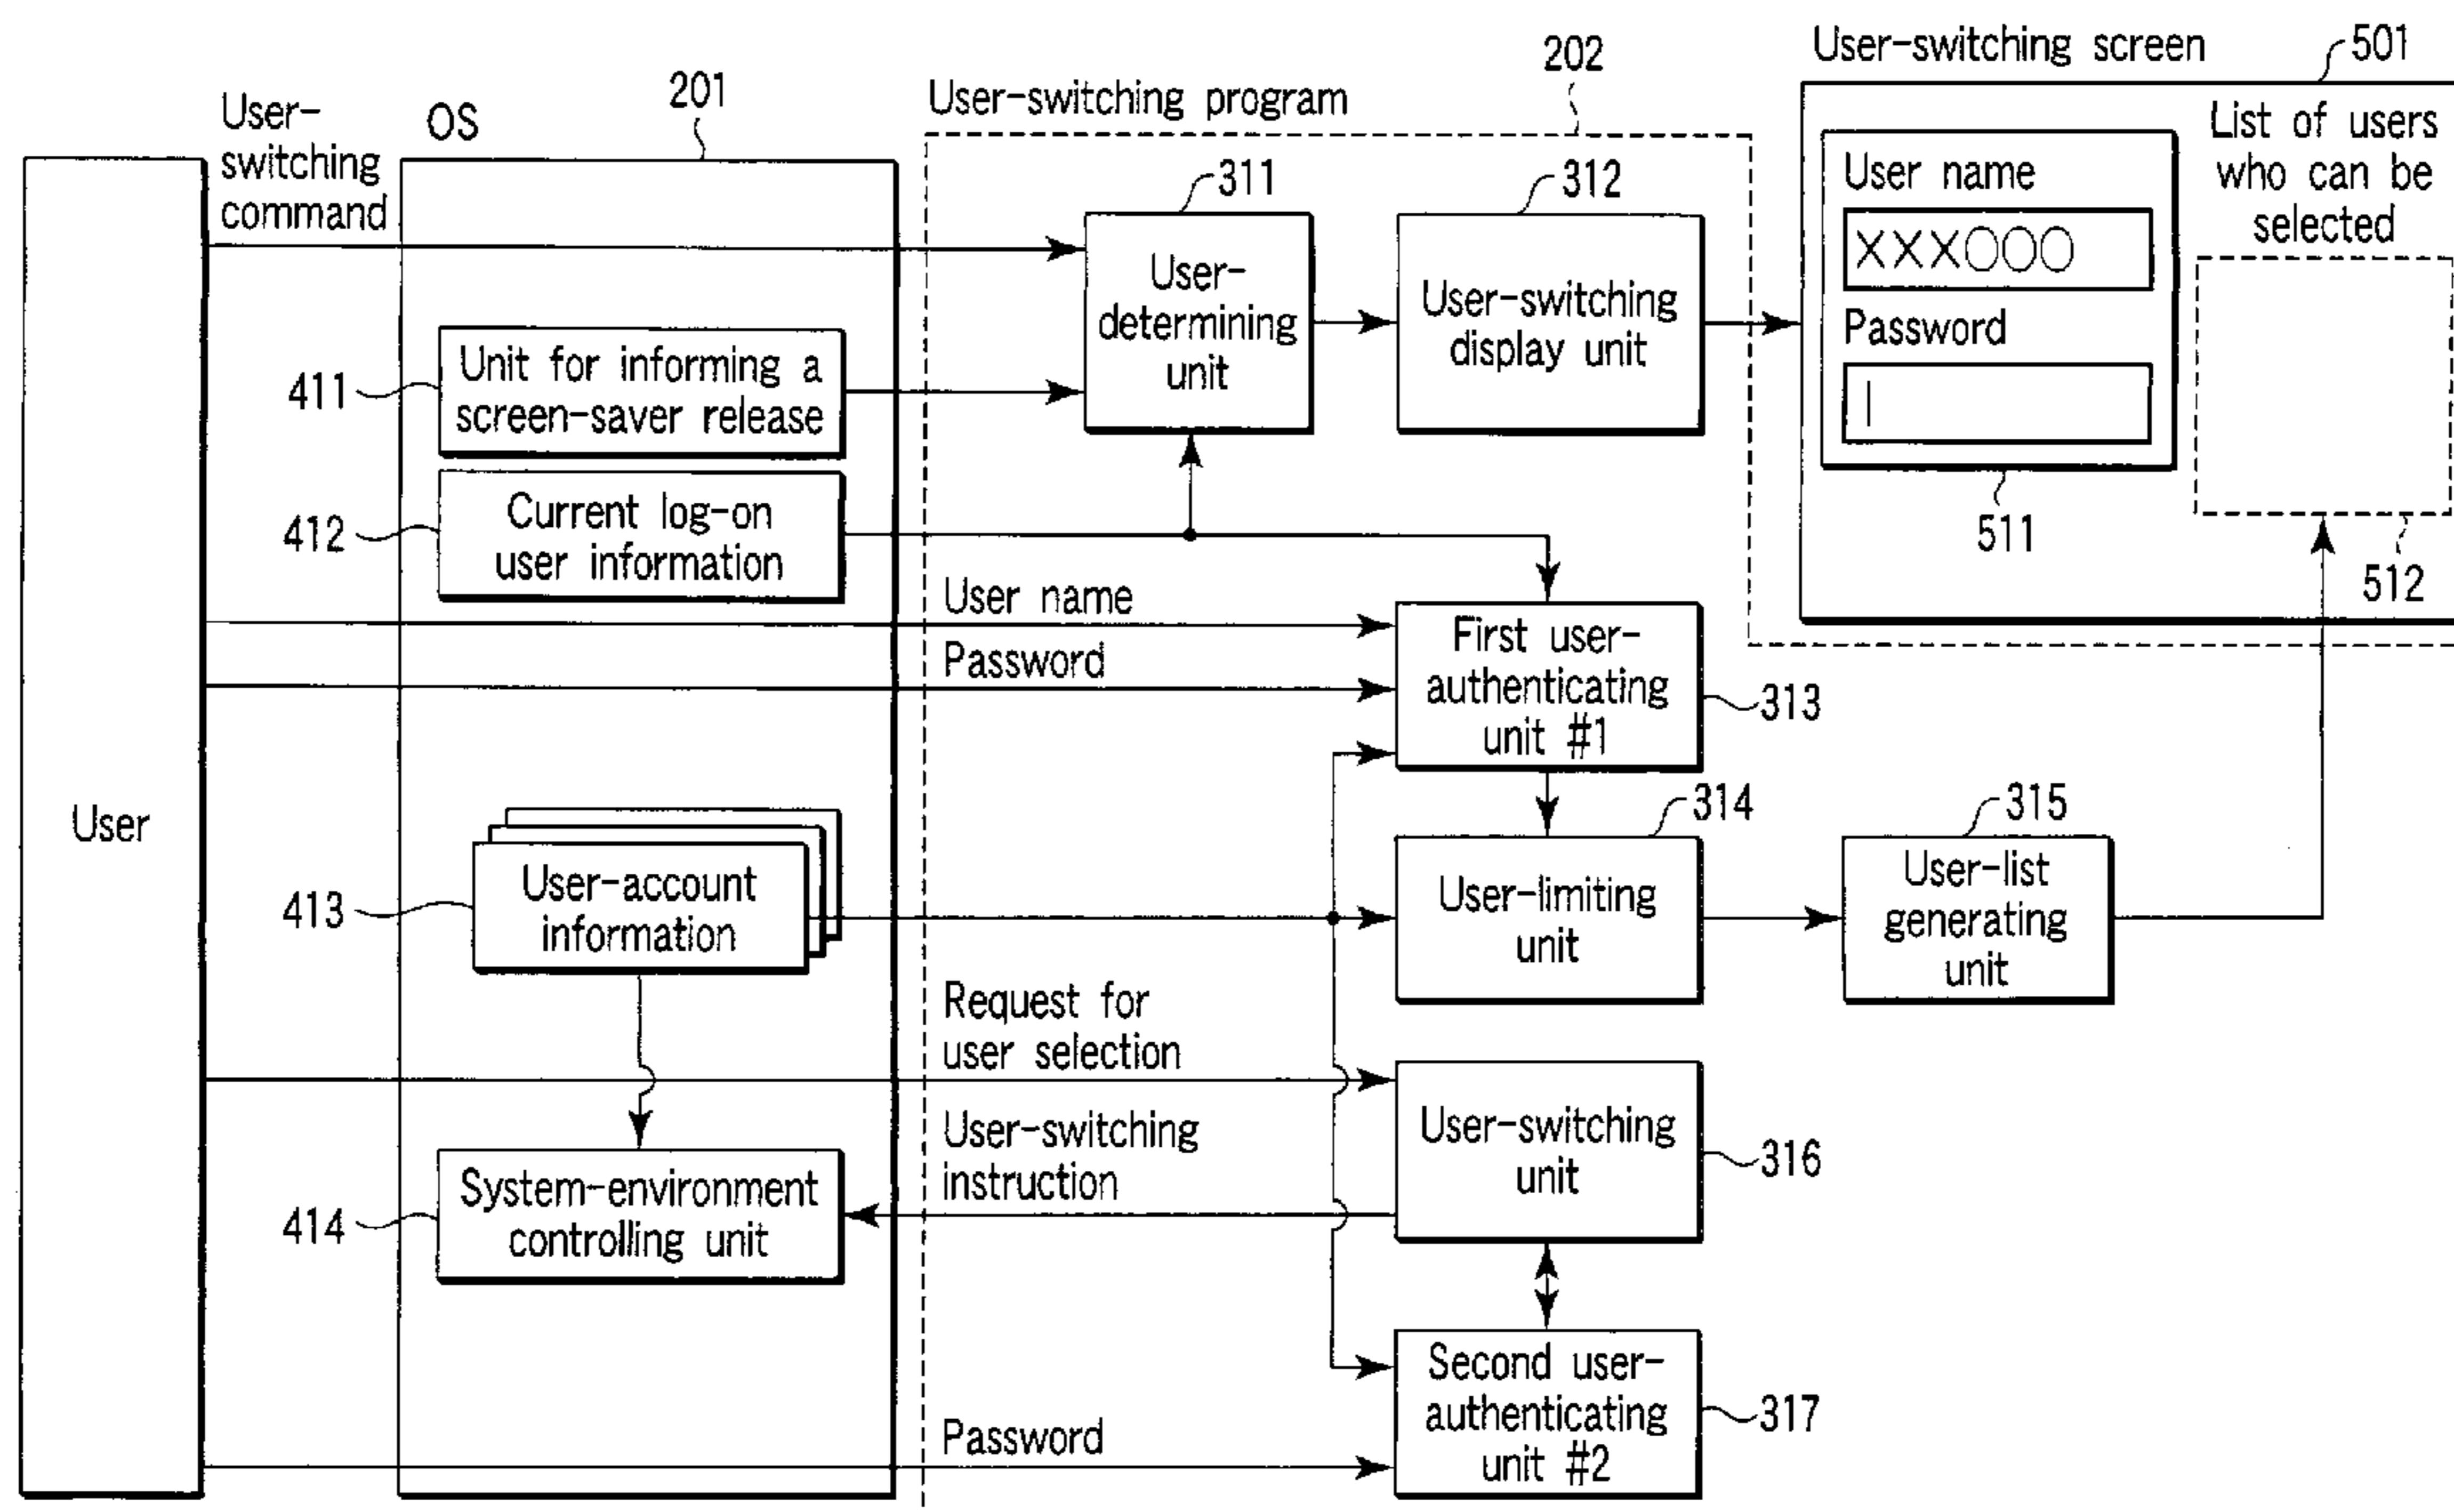 User-
switching
command
OS
201
User-switching program
202
User-switching screen
501
List of users
who can be
selected
User name
XXX○○○
Password
511
512
311
User-
determining
unit
312
User-switching
display unit
411
Unit for informing a
screen-saver release
412
Current log-on
user information
User name
Password
First user-
authenticating
unit #1
313
User
413
User-account
information
314
User-limiting
unit
315
User-list
generating
unit
Request for
user selection
User-switching
instruction
User-switching
unit
316
414
System-environment
controlling unit
Password
Second user-
authenticating
unit #2
317